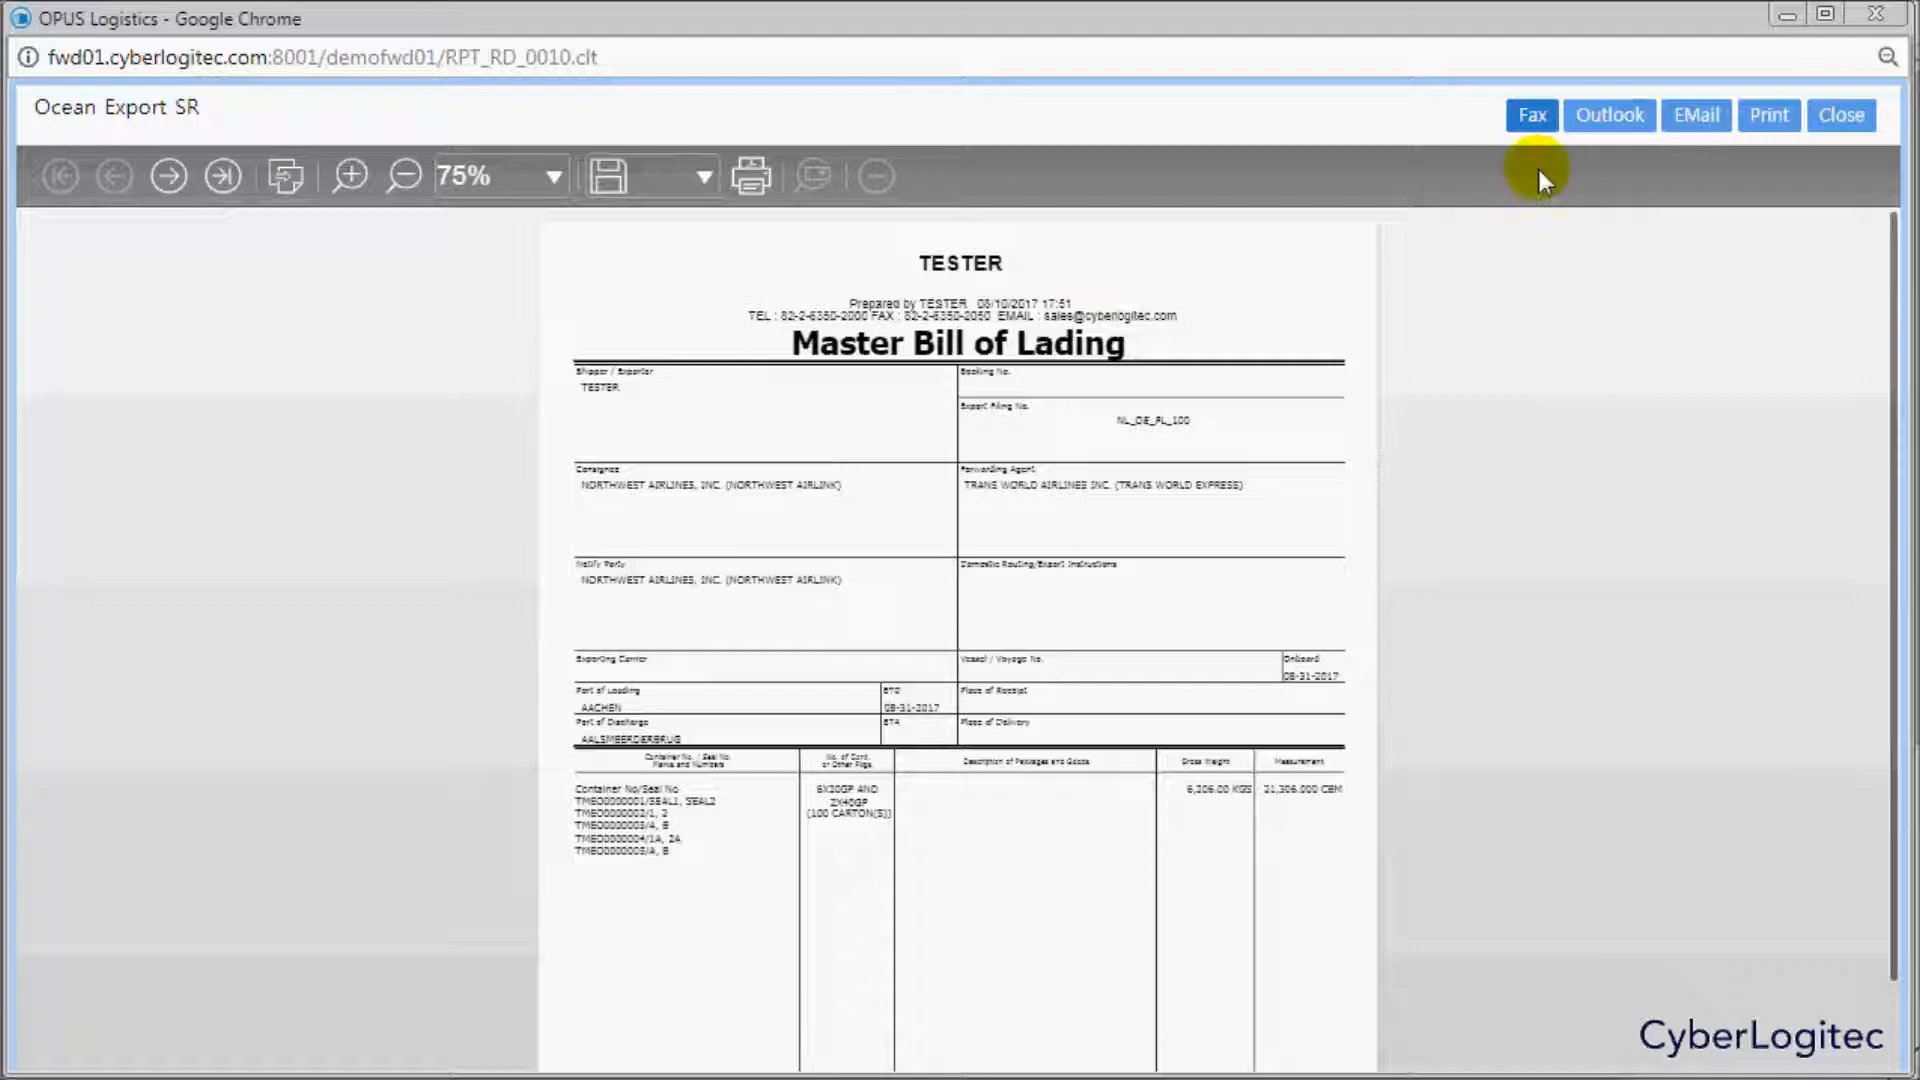 OPUS Logistics - Google Chrome
fwd01.cyberlogitec.com:8001/demofwd01/RPT_RD_0010.clt
Ocean Export SR
Fax Outlook EMail Print Close
75%
TESTER
Prepared by TESTER 08/10/2017 17:51
TEL : 82-2-6350-2000 FAX : 82-2-6350-2050 EMAIL : sales@cyberlogitec.com
Master Bill of Lading
Shipper / Exporter
TESTER
Booking No.
Export Filing No.
NL_OE_FL_100
Consignee
NORTHWEST AIRLINES, INC. (NORTHWEST AIRLINK)
Forwarding Agent
TRANS WORLD AIRLINES INC. (TRANS WORLD EXPRESS)
Notify Party
NORTHWEST AIRLINES, INC. (NORTHWEST AIRLINK)
Domestic Routing/Export Instructions
Exporting Carrier
Vessel / Voyage No.
Onboard
08-31-2017
Port of Loading
AACHEN
ETD
08-31-2017
Place of Receipt
Port of Discharge
AALSMEERDERBRUG
ETA
Place of Delivery
Container No. / Seal No.
Marks and Numbers
No. of Cont.
or Other Pkgs.
Description of Packages and Goods
Gross Weight
Measurement
Container No/Seal No
TMEO0000001/SEAL1, SEAL2
TMEO0000002/1, 2
TMEO0000003/A, B
TMEO0000004/1A, 2A
TMEO0000005/A, B
6X20GP AND
2X40GP
(100 CARTON(S))
6,206.00 KGS
21,306.000 CBM
CyberLogitec